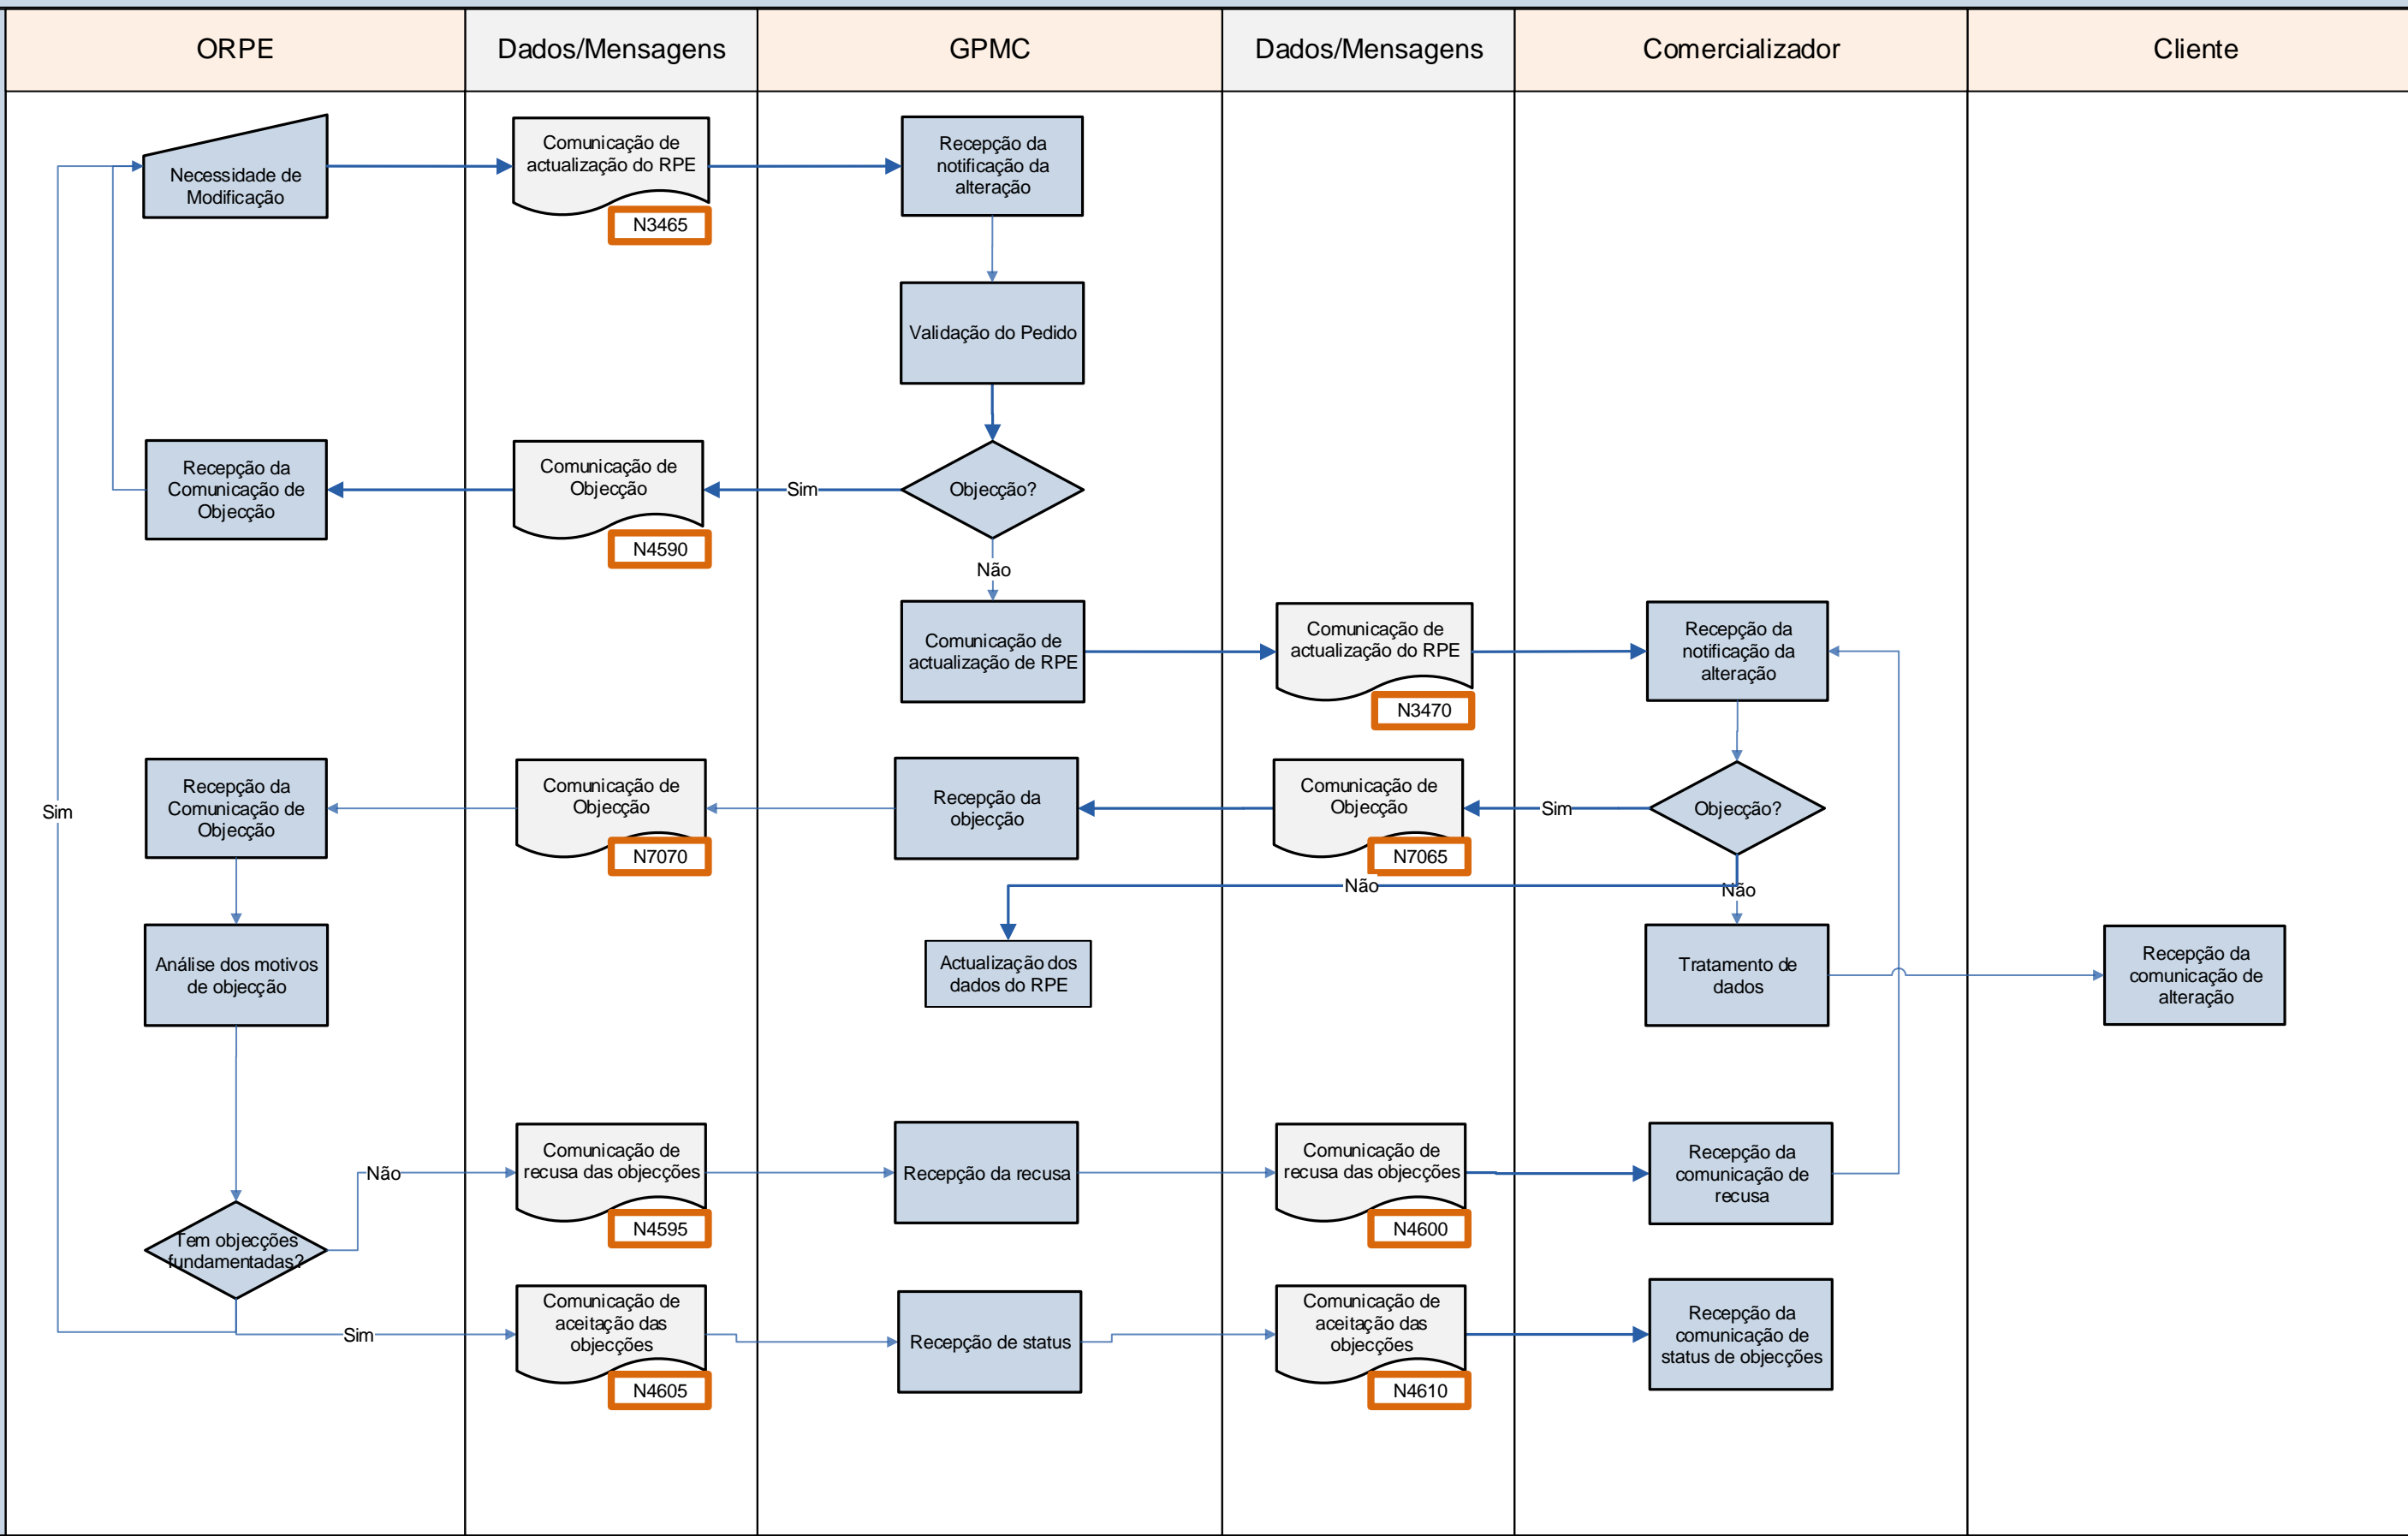 ORPE
Dados/Mensagens
GPMC
Dados/Mensagens
Comercializador
Cliente
Necessidade de
Modificação
Comunicação de
actualização do RPE
N3465
Recepção da
notificação da
alteração
Validação do Pedido
Recepção da
Comunicação de
Objecção
Comunicação de
Objecção
N4590
Sim
Objecção?
Não
Comunicação de
actualização de RPE
Comunicação de
actualização do RPE
N3470
Recepção da
notificação da
alteração
Sim
Recepção da
Comunicação de
Objecção
Comunicação de
Objecção
N7070
Recepção da
objecção
Comunicação de
Objecção
N7065
Sim
Objecção?
Não
Não
Análise dos motivos
de objecção
Actualização dos
dados do RPE
Tratamento de
dados
Recepção da
comunicação de
alteração
Tem objecções
fundamentadas?
Não
Comunicação de
recusa das objecções
N4595
Recepção da recusa
Comunicação de
recusa das objecções
N4600
Recepção da
comunicação de
recusa
Sim
Comunicação de
aceitação das
objecções
N4605
Recepção de status
Comunicação de
aceitação das
objecções
N4610
Recepção da
comunicação de
status de objecções